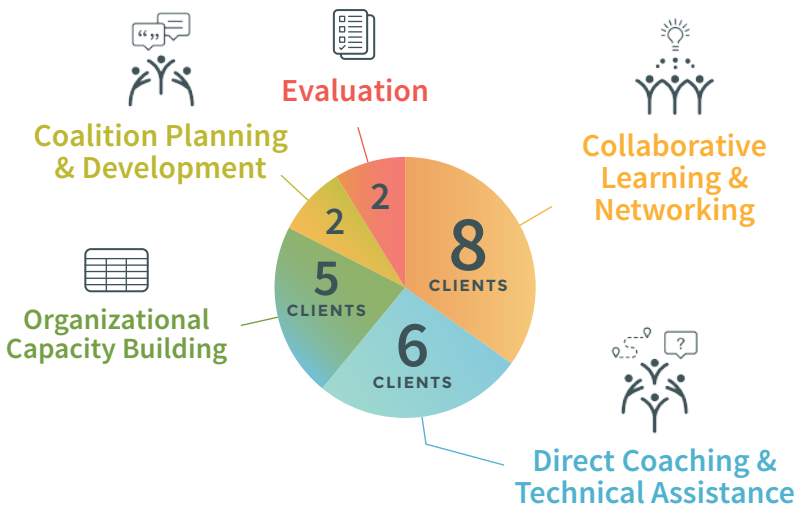 “ ”
Evaluation
Coalition Planning
& Development
Collaborative
Learning &
Networking
2
2
8
CLIENTS
5
CLIENTS
Organizational
Capacity Building
6
CLIENTS
?
Direct Coaching &
Technical Assistance